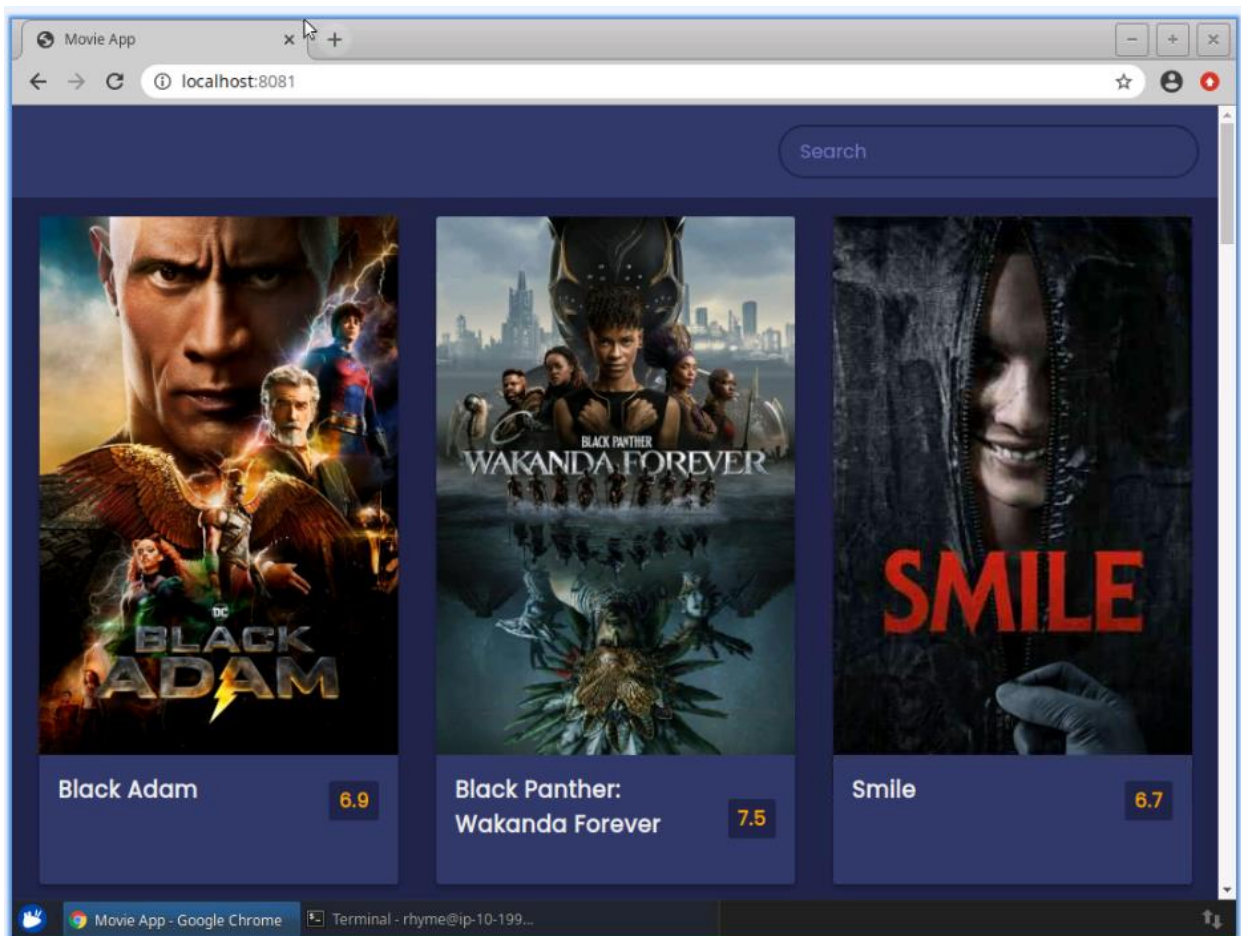 Movie App
localhost:8081
Search
BLACK PANTHER
WAKANDA FOREVER
DC
BLACK
ADAM
SMILE
Black Adam
6.9
Black Panther:
Wakanda Forever
7.5
Smile
6.7
Movie App - Google Chrome
Terminal - rhyme@ip-10-199...